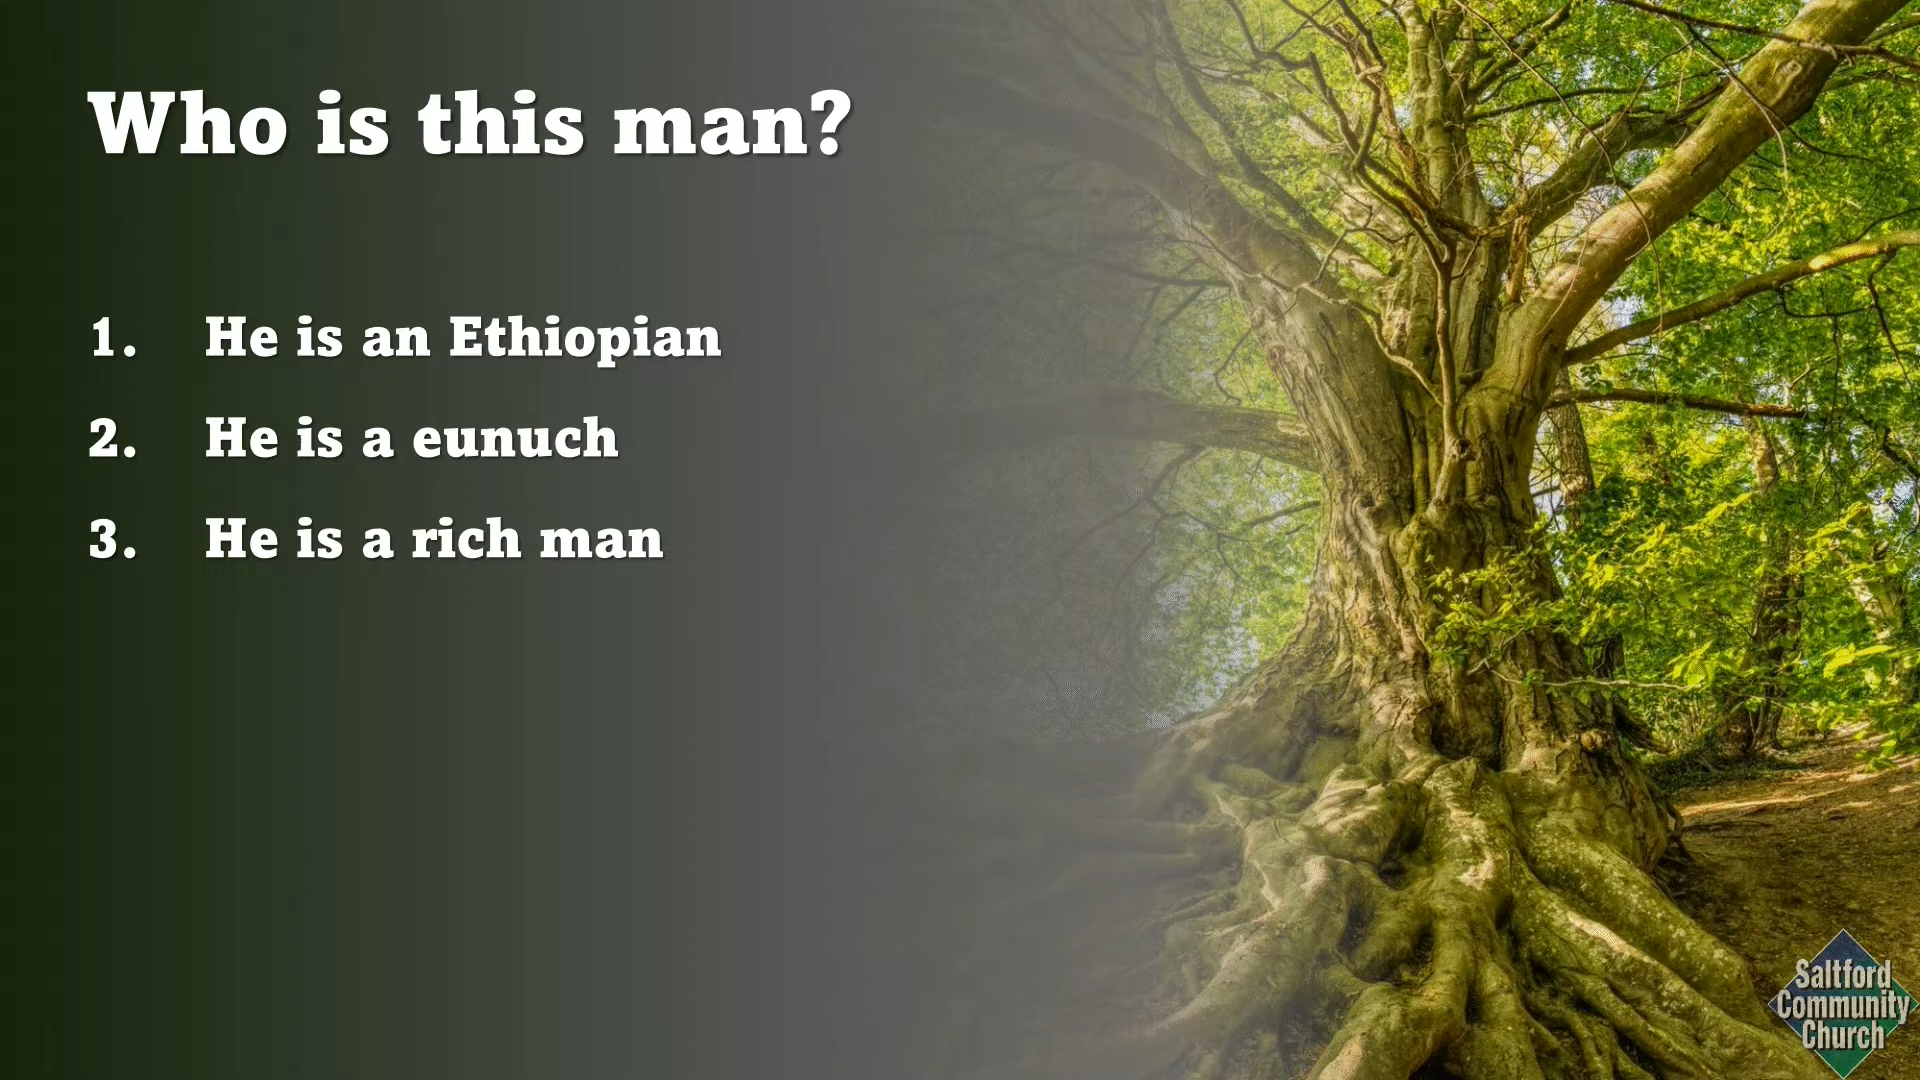 Who is this man?
1. He is an Ethiopian
2. He is a eunuch
3. He is a rich man
Saltford
Community
Church